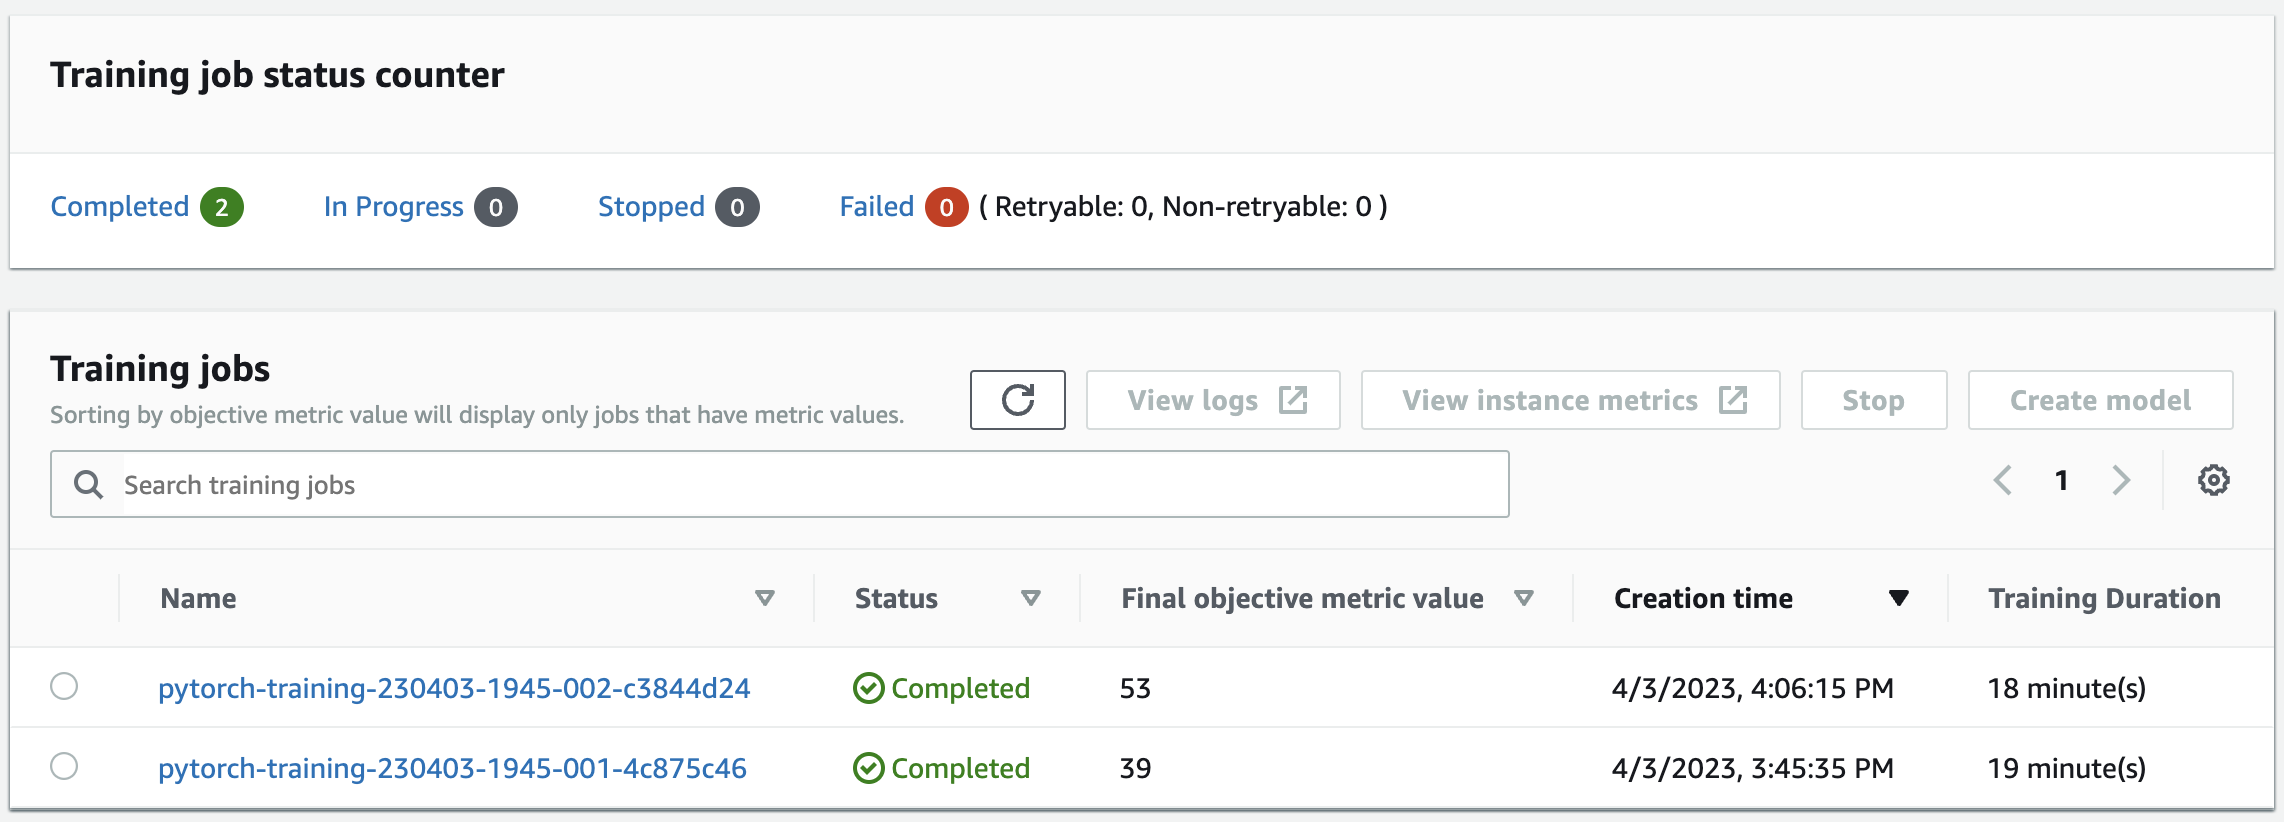 Training job status counter
Completed 2 In Progress 0 Stopped 0 Failed 0 ( Retryable: 0, Non-retryable: 0 )
Training jobs
Sorting by objective metric value will display only jobs that have metric values.
View logs View instance metrics Stop Create model
Search training jobs
1
Name Status Final objective metric value Creation time Training Duration
pytorch-training-230403-1945-002-c3844d24 Completed 53 4/3/2023, 4:06:15 PM 18 minute(s)
pytorch-training-230403-1945-001-4c875c46 Completed 39 4/3/2023, 3:45:35 PM 19 minute(s)